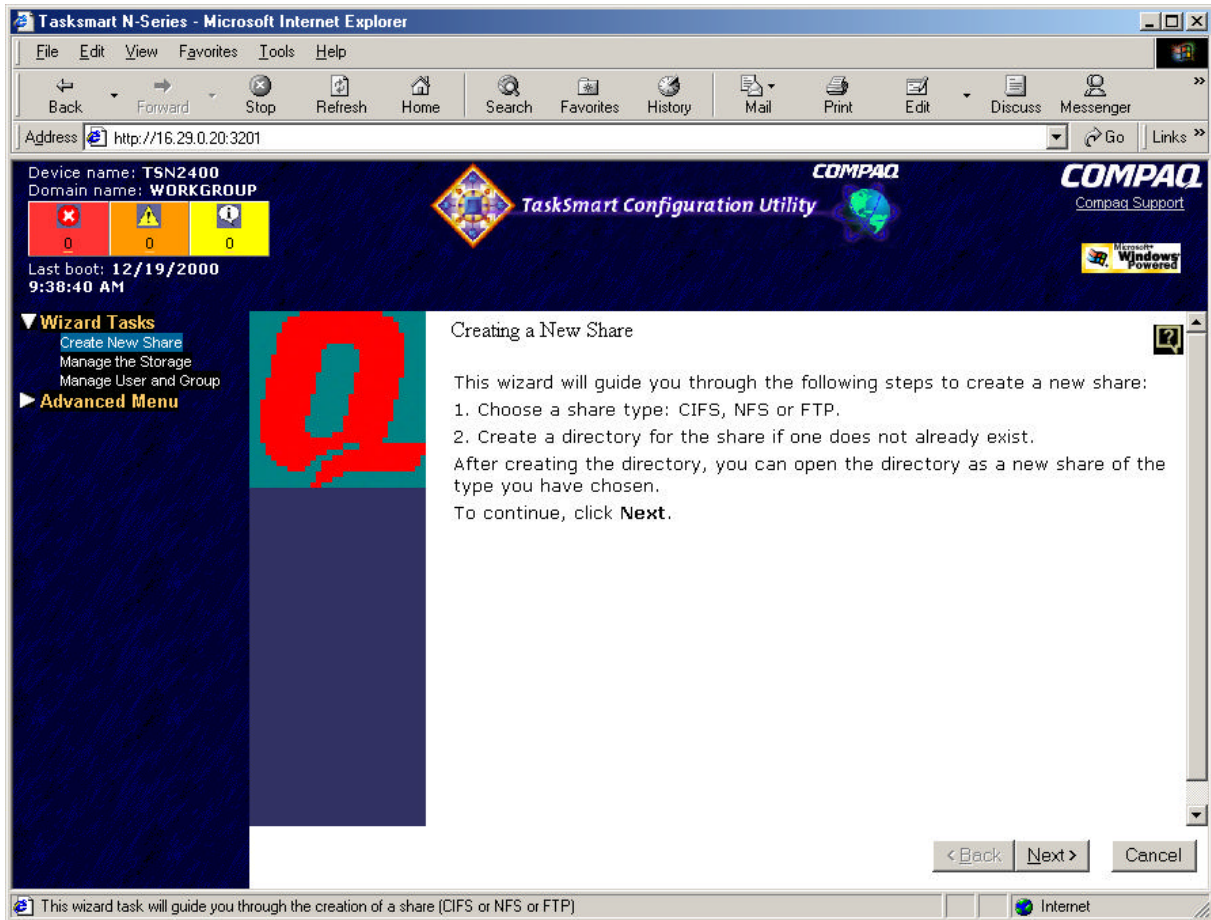 Tasksmart N-Series - Microsoft Internet Explorer
File Edit View Favorites Tools Help
Back Forward Stop Refresh Home Search Favorites History Mail Print Edit Discuss Messenger »
Address http://16.29.0.20:3201 Go Links »
Device name: TSN2400
Domain name: WORKGROUP
0 0 0
Last boot: 12/19/2000
9:38:40 AM
COMPAQ
TaskSmart Configuration Utility
COMPAQ
Compaq Support
Microsoft
Windows
Powered
Wizard Tasks
Create New Share
Manage the Storage
Manage User and Group
Advanced Menu
Q
Creating a New Share
This wizard will guide you through the following steps to create a new share:
1. Choose a share type: CIFS, NFS or FTP.
2. Create a directory for the share if one does not already exist.
After creating the directory, you can open the directory as a new share of the
type you have chosen.
To continue, click Next.
< Back Next > Cancel
This wizard task will guide you through the creation of a share (CIFS or NFS or FTP) Internet